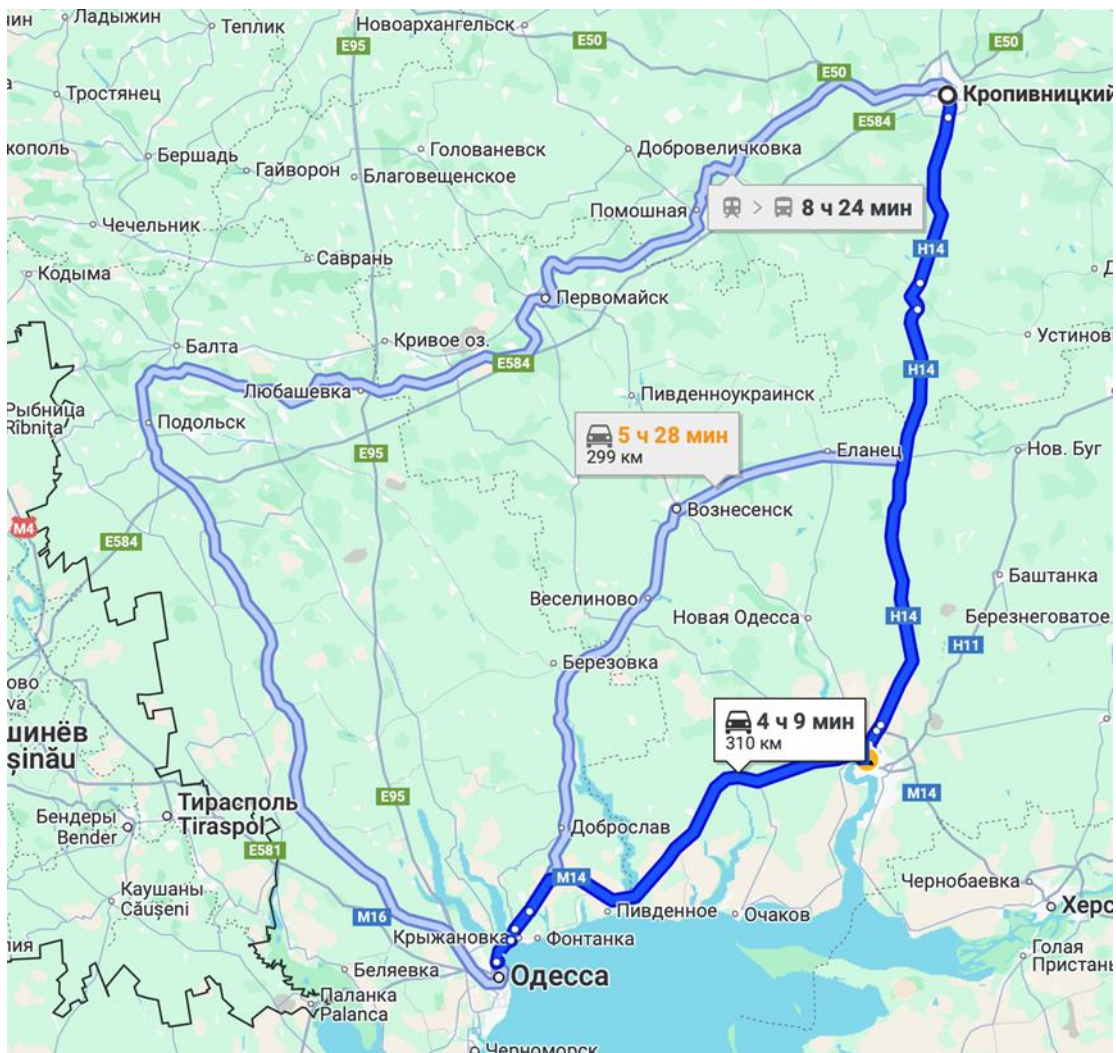 Ладыжин
Теплик
Новоархангельск
E95
E50
E50
Тростянец
E50
Кропивницкий
E584
Бершадь
Голованевск
Добровеличковка
Гайворон
Благовещенское
Помошная
8 ч 24 мин
Чечельник
Саврань
H14
Кодыма
Первомайск
Кривое оз.
Балта
E584
H14
Любашевка
Пивденноукраинск
Рыбница
Rîbnița
Подольск
5 ч 28 мин
299 км
Еланец
Нов. Буг
E95
M4
E584
Вознесенск
Баштанка
Веселиново
Новая Одесса
H14
Березнеговатое
H11
Березовка
4 ч 9 мин
310 км
Тирасполь
Tiraspol
E95
M14
Бендеры
Bender
Доброслав
E581
M14
Чернобаевка
Каушаны
Căușeni
M16
Пивденное
Очаков
Крыжановка
Фонтанка
Голая
Беляевка
Одесса
Паланка
Palanca
Черноморск